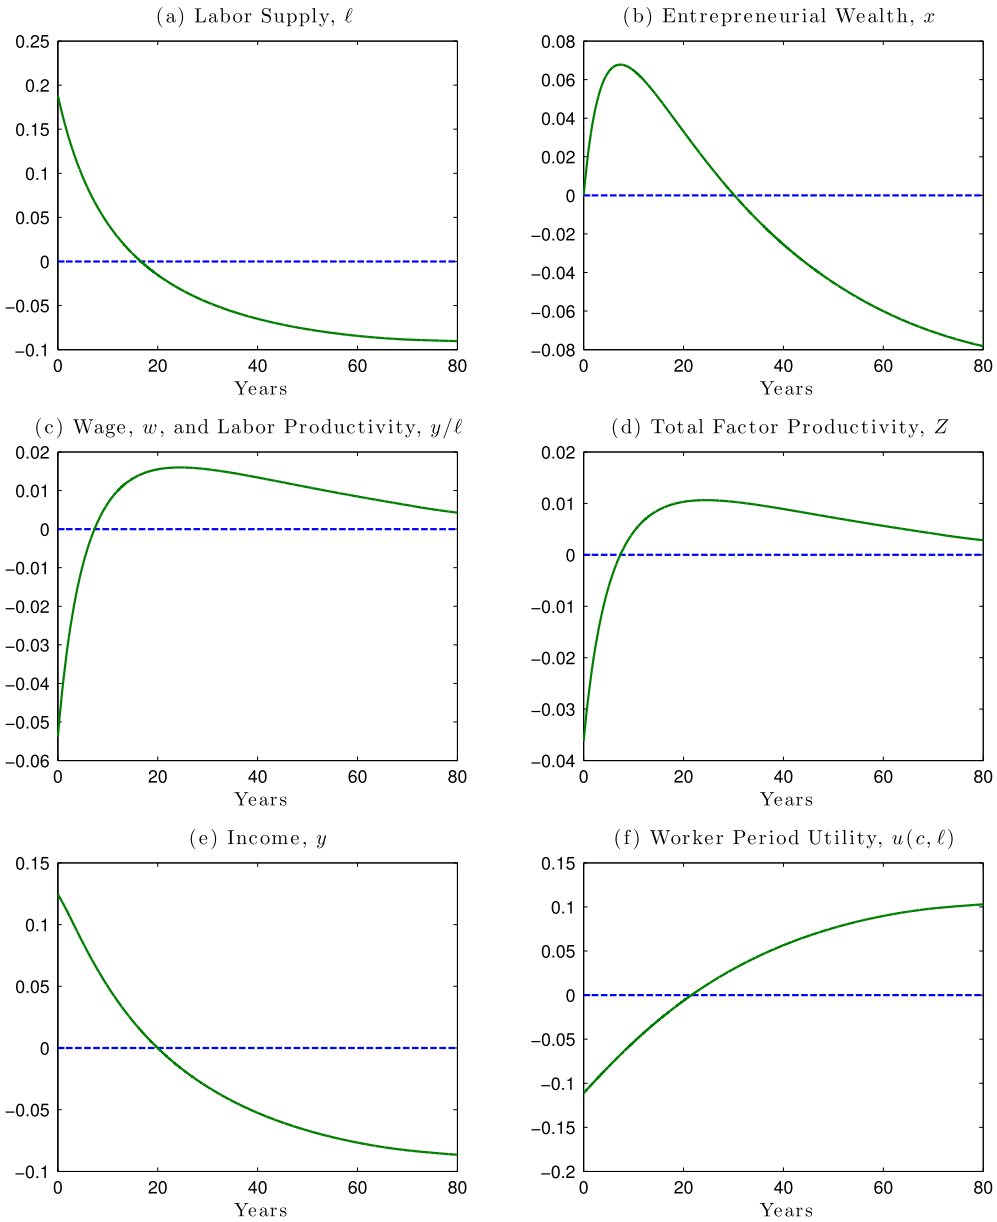 (a) Labor Supply, ℓ
0.25
0.2
0.15
0.1
0.05
0
−0.05
−0.1
0 20 40 60 80
Years
(b) Entrepreneurial Wealth, x
0.08
0.06
0.04
0.02
0
−0.02
−0.04
−0.06
−0.08
0 20 40 60 80
Years
(c) Wage, w, and Labor Productivity, y/ℓ
0.02
0.01
0
−0.01
−0.02
−0.03
−0.04
−0.05
−0.06
0 20 40 60 80
Years
(d) Total Factor Productivity, Z
0.02
0.01
0
−0.01
−0.02
−0.03
−0.04
0 20 40 60 80
Years
(e) Income, y
0.15
0.1
0.05
0
−0.05
−0.1
0 20 40 60 80
Years
(f) Worker Period Utility, u(c, ℓ)
0.15
0.1
0.05
0
−0.05
−0.1
−0.15
−0.2
0 20 40 60 80
Years